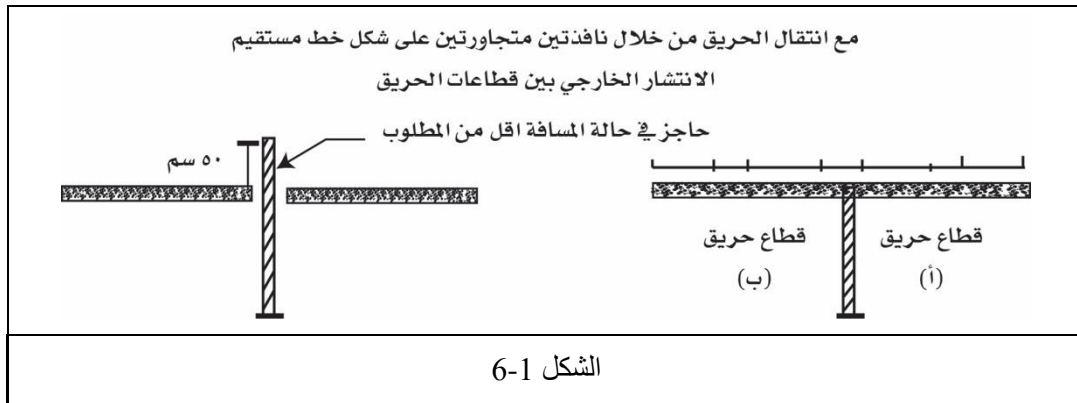 مع انتقال الحريق من خلال نافذتين متجاورتين على شكل خط مستقيم
الانتشار الخارجي بين قطاعات الحريق
حاجز في حالة المسافة اقل من المطلوب
٥٠ سم
قطاع حريق
(أ)
قطاع حريق
(ب)
الشكل 1-6